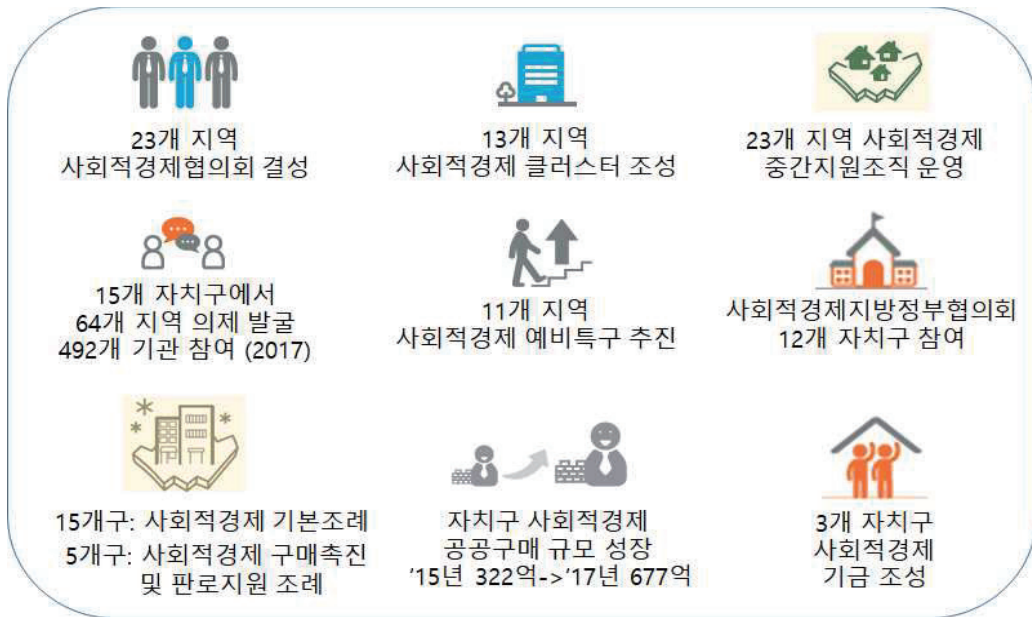 23개 지역
사회적경제협의회 결성
13개 지역
사회적경제 클러스터 조성
23개 지역 사회적경제
중간지원조직 운영
15개 자치구에서
64개 지역 의제 발굴
492개 기관 참여 (2017)
11개 지역
사회적경제 예비특구 추진
사회적경제지방정부협의회
12개 자치구 참여
15개구: 사회적경제 기본조례
5개구: 사회적경제 구매촉진
및 판로지원 조례
자치구 사회적경제
공공구매 규모 성장
'15년 322억->'17년 677억
3개 자치구
사회적경제
기금 조성